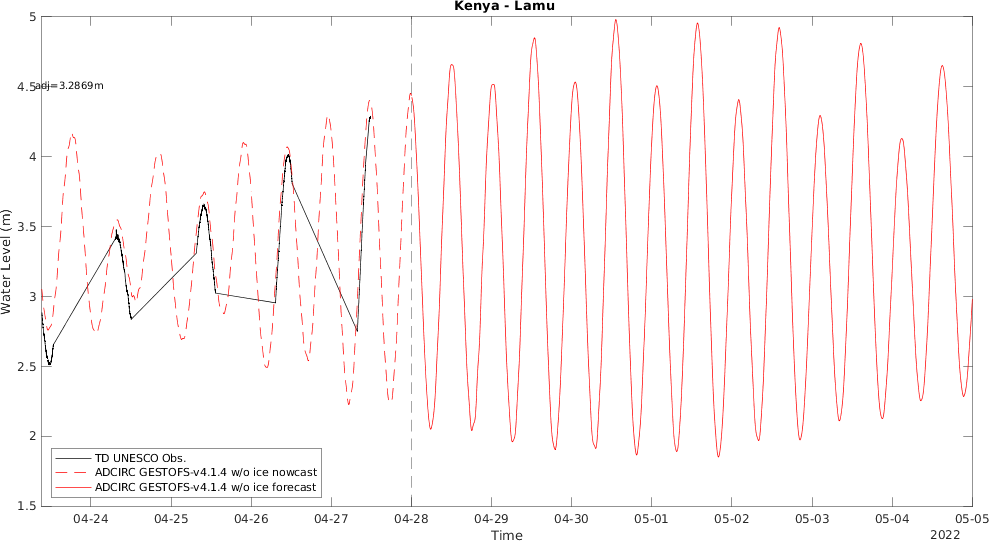 Kenya - Lamu
5
4.5
adj=3.2869m
4
3.5
3
2.5
2
1.5
Water Level (m)
TD UNESCO Obs.
ADCIRC GESTOFS-v4.1.4 w/o ice nowcast
ADCIRC GESTOFS-v4.1.4 w/o ice forecast
04-24 04-25 04-26 04-27 04-28 04-29 04-30 05-01 05-02 05-03 05-04 05-05
Time
2022